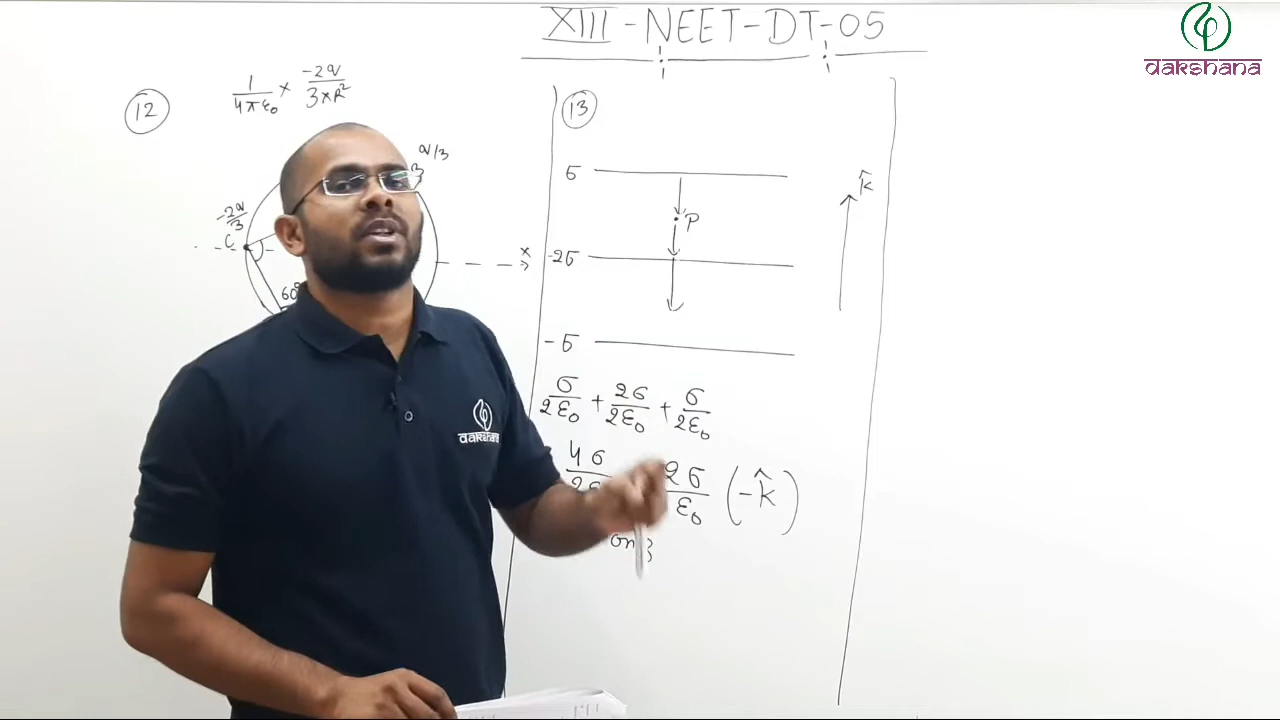 XIII - NEET - DT - 05
dakshana
12
1/4πε₀ × -2q/3×R²
q/3
-2q/3
C
60°
x
13
σ
P
k̂
-2σ
-σ
σ/2ε₀ + 2σ/2ε₀ + σ/2ε₀
4σ
2σ/ε₀ (-k̂)
dakshana